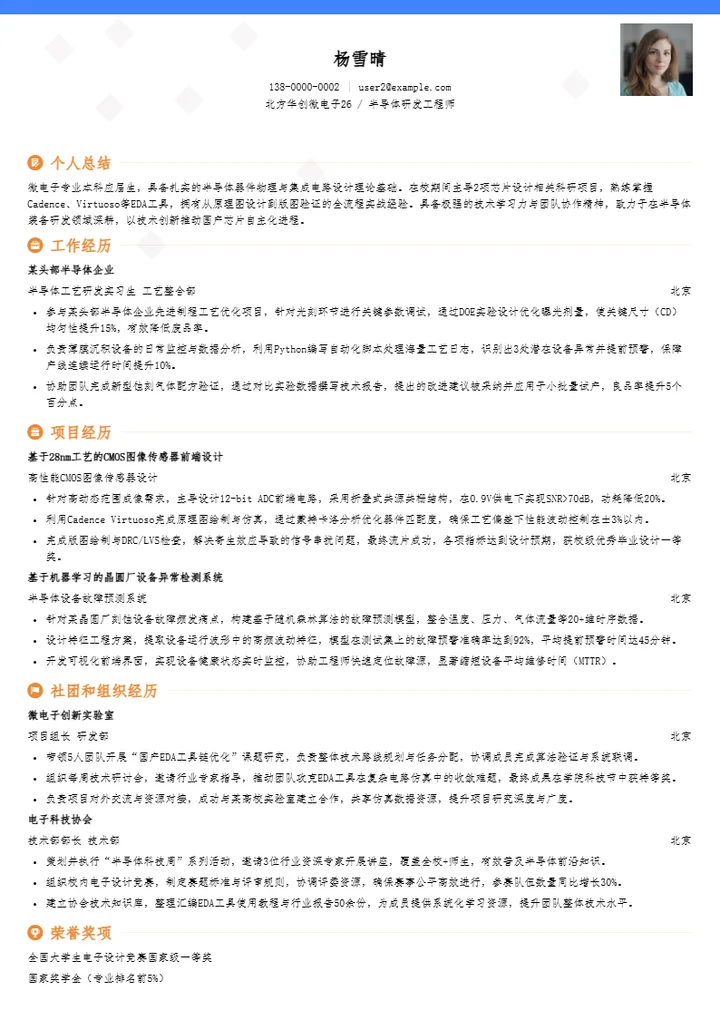 杨雪晴
138-0000-0002 | user2@example.com
北方华创微电子26 / 半导体研发工程师
个人总结
微电子专业本科应届生，具备扎实的半导体器件物理与集成电路设计理论基础。在校期间主导2项芯片设计相关科研项目，熟练掌握
Cadence、Virtuoso等EDA工具，拥有从原理图设计到版图验证的全流程实战经验。具备极强的技术学习力与团队协作精神，致力于在半导体
装备研发领域深耕，以技术创新推动国产芯片自主化进程。
工作经历
某头部半导体企业
半导体工艺研发实习生 工艺整合部 北京
• 参与某头部半导体企业先进制程工艺优化项目，针对光刻环节进行关键参数调试，通过DOE实验设计优化曝光剂量，使关键尺寸（CD）
均匀性提升15%，有效降低废品率。
• 负责薄膜沉积设备的日常监控与数据分析，利用Python编写自动化脚本处理海量工艺日志，识别出3处潜在设备异常并提前预警，保障
产线连续运行时间提升10%。
• 协助团队完成新型蚀刻气体配方验证，通过对比实验数据撰写技术报告，提出的改进建议被采纳并应用于小批量试产，良品率提升5个
百分点。
项目经历
基于28nm工艺的CMOS图像传感器前端设计
高性能CMOS图像传感器设计 北京
• 针对高动态范围成像需求，主导设计12-bit ADC前端电路，采用折叠式共源共栅结构，在0.9V供电下实现SNR>70dB，功耗降低20%。
• 利用Cadence Virtuoso完成原理图绘制与仿真，通过蒙特卡洛分析优化器件匹配度，确保工艺偏差下性能波动控制在±3%以内。
• 完成版图绘制与DRC/LVS检查，解决寄生效应导致的信号串扰问题，最终流片成功，各项指标达到设计预期，获校级优秀毕业设计一等
奖。
基于机器学习的晶圆厂设备异常检测系统
半导体设备故障预测系统 北京
• 针对某晶圆厂刻蚀设备故障频发痛点，构建基于随机森林算法的故障预测模型，整合温度、压力、气体流量等20+维时序数据。
• 设计特征工程方案，提取设备运行波形中的高频波动特征，模型在测试集上的故障预警准确率达到92%，平均提前预警时间达45分钟。
• 开发可视化前端界面，实现设备健康状态实时监控，协助工程师快速定位故障源，显著缩短设备平均维修时间（MTTR）。
社团和组织经历
微电子创新实验室
项目组长 研发部 北京
• 带领5人团队开展“国产EDA工具链优化”课题研究，负责整体技术路线规划与任务分配，协调成员完成算法验证与系统联调。
• 组织每周技术研讨会，邀请行业专家指导，推动团队攻克EDA工具在复杂电路仿真中的收敛难题，最终成果在学院科技节中获特等奖。
• 负责项目对外交流与资源对接，成功与某高校实验室建立合作，共享仿真数据资源，提升项目研究深度与广度。
电子科技协会
技术部部长 技术部 北京
• 策划并执行“半导体科技周”系列活动，邀请3位行业资深专家开展讲座，覆盖全校+师生，有效普及半导体前沿知识。
• 组织校内电子设计竞赛，制定赛题标准与评审规则，协调评委资源，确保赛事公平高效进行，参赛队伍数量同比增长30%。
• 建立协会技术知识库，整理汇编EDA工具使用教程与行业报告50余份，为成员提供系统化学习资源，提升团队整体技术水平。
荣誉奖项
全国大学生电子设计竞赛国家级一等奖
国家奖学金（专业排名前5%）